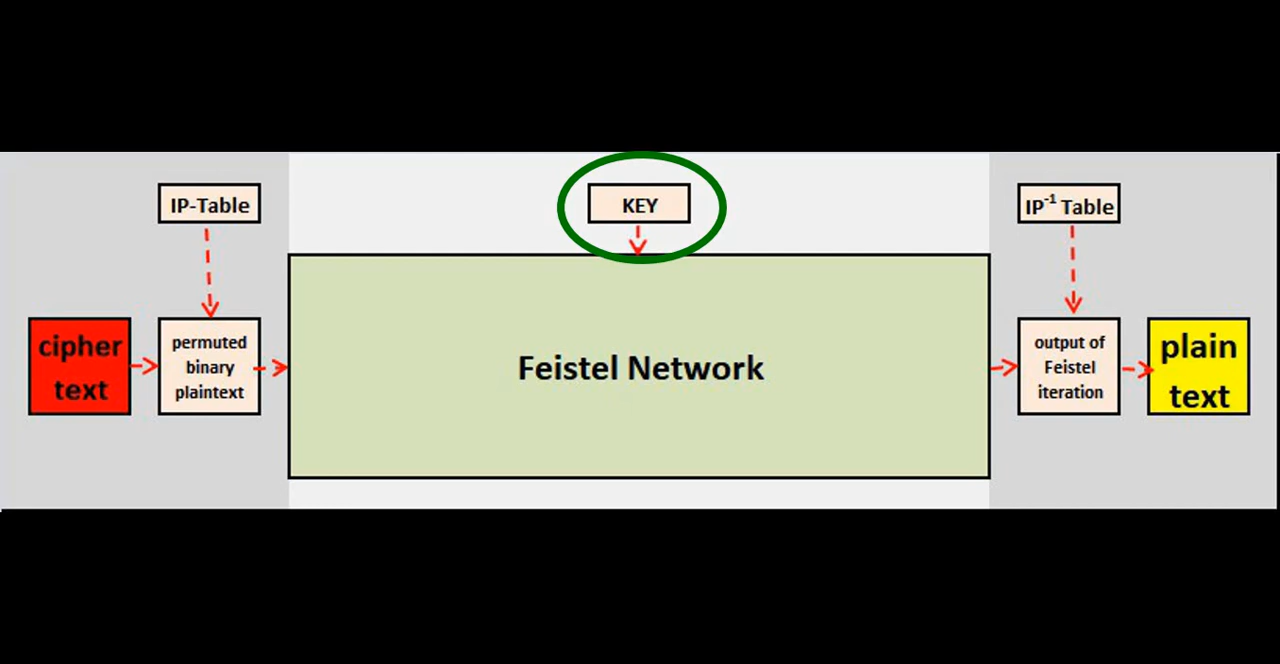 IP-Table
KEY
IP⁻¹ Table
cipher
text
permuted
binary
plaintext
Feistel Network
output of
Feistel
iteration
plain
text